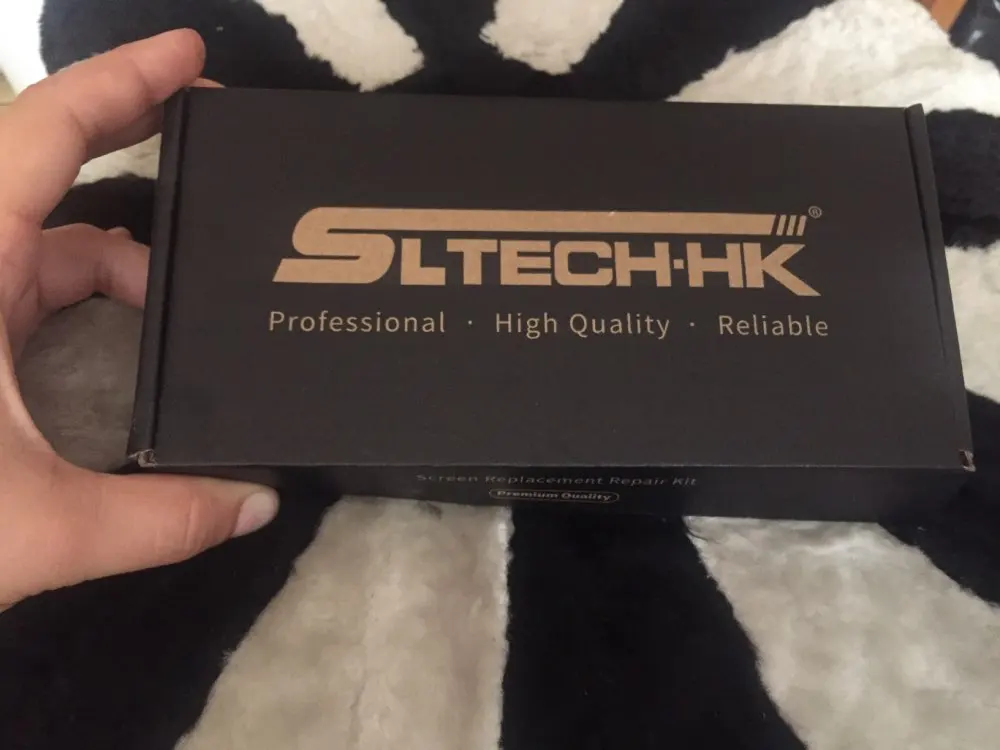 SLTECH·HK®
Professional · High Quality · Reliable
Screen Replacement Repair Kit
Premium Quality